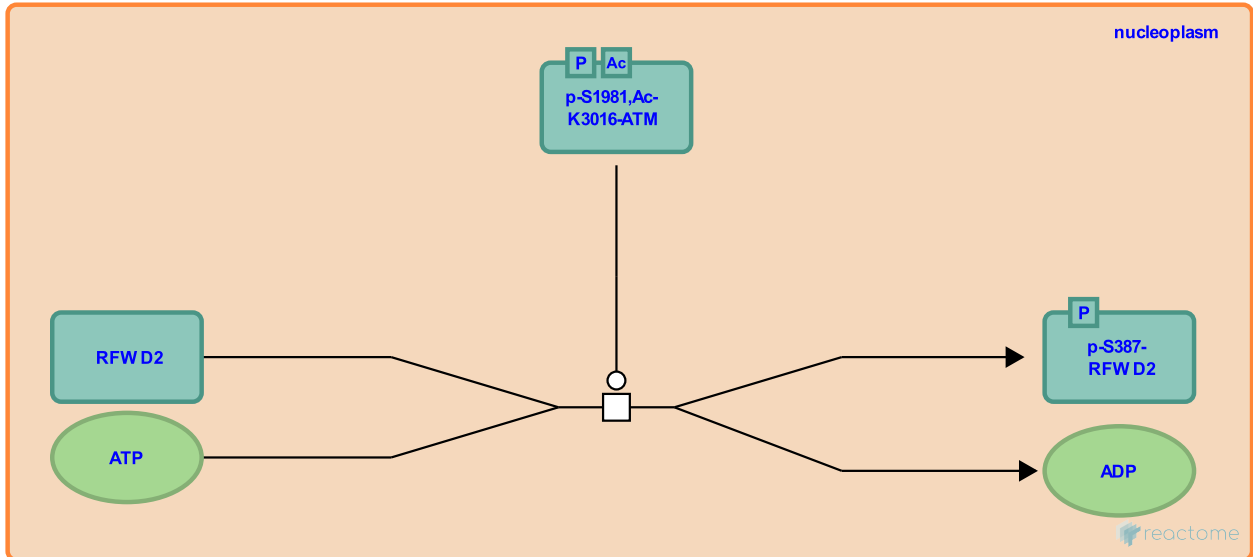 nucleoplasm
P
Ac
p-S1981,Ac-
K3016-ATM
RFWD2
P
p-S387-
RFWD2
ATP
ADP
reactome